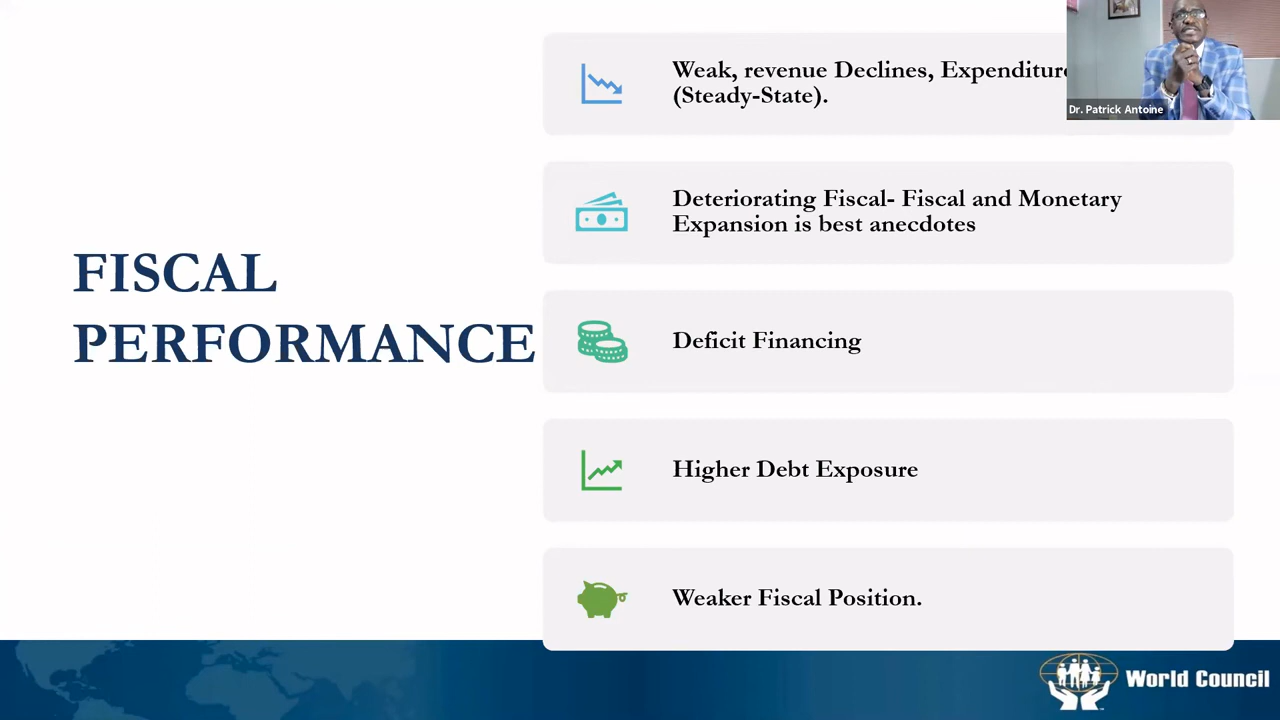 Weak, revenue Declines, Expenditure
(Steady-State).
Dr. Patrick Antoine
Deteriorating Fiscal- Fiscal and Monetary
Expansion is best anecdotes
FISCAL
PERFORMANCE
Deficit Financing
Higher Debt Exposure
Weaker Fiscal Position.
World Council